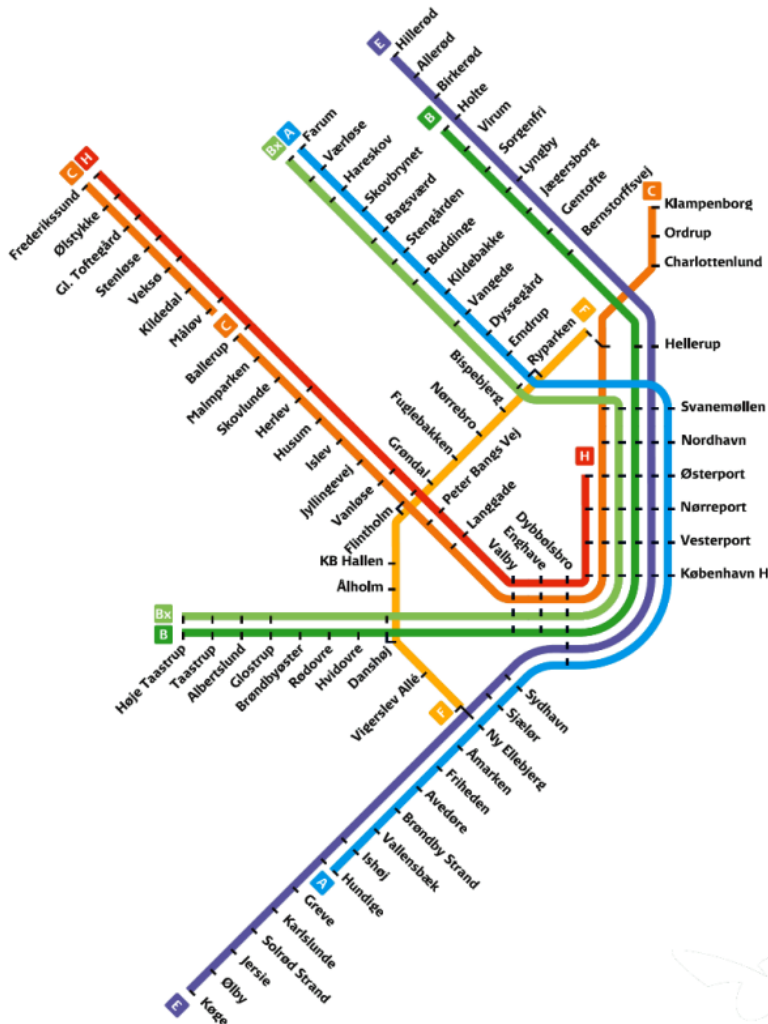 E
Hillerød
Allerød
Birkerød
Holte
B
Virum
Sorgenfri
Lyngby
Jægersborg
Gentofte
Bernstorffsvej
C
Klampenborg
Ordrup
Charlottenlund
Hellerup
Svanemøllen
Nordhavn
Østerport
Nørreport
Vesterport
København H
Bx
A
Farum
Værløse
Hareskov
Skovbrynet
Bagsværd
Stengården
Buddinge
Kildebakke
Vangede
Dyssegård
Emdrup
Ryparken
F
Bispebjerg
Nørrebro
Fuglebakken
Grøndal
Flintholm
KB Hallen
Ålholm
C
H
Frederikssund
Ølstykke
Gl. Toftegård
Stenløse
Veksø
Kildedal
Måløv
C
Ballerup
Malmparken
Skovlunde
Herlev
Husum
Islev
Jyllingevej
Vanløse
Peter Bangs Vej
Langgade
Valby
Enghave
Dybbølsbro
H
Bx
B
Høje Taastrup
Taastrup
Albertslund
Glostrup
Brøndbyøster
Rødovre
Hvidovre
Danshøj
Vigerslev Allé
F
Sydhavn
Sjælør
Ny Ellebjerg
Åmarken
Friheden
Avedøre
Brøndby Strand
Vallensbæk
Ishøj
Hundige
A
Greve
Karlslunde
Solrød Strand
Jersie
Ølby
Køge
E